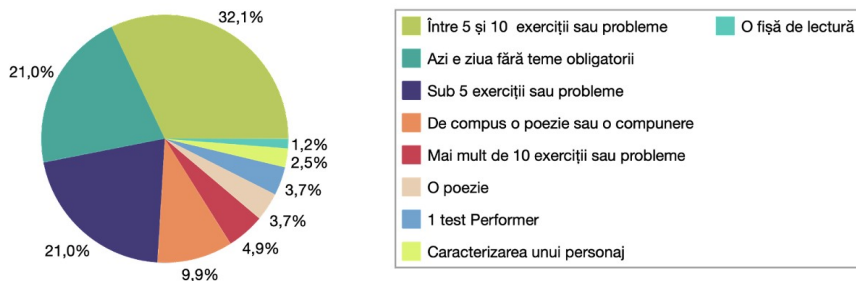 32,1%
21,0%
21,0%
9,9%
4,9%
3,7%
3,7%
2,5%
1,2%
Între 5 și 10 exerciții sau probleme
O fișă de lectură
Azi e ziua fără teme obligatorii
Sub 5 exerciții sau probleme
De compus o poezie sau o compunere
Mai mult de 10 exerciții sau probleme
O poezie
1 test Performer
Caracterizarea unui personaj